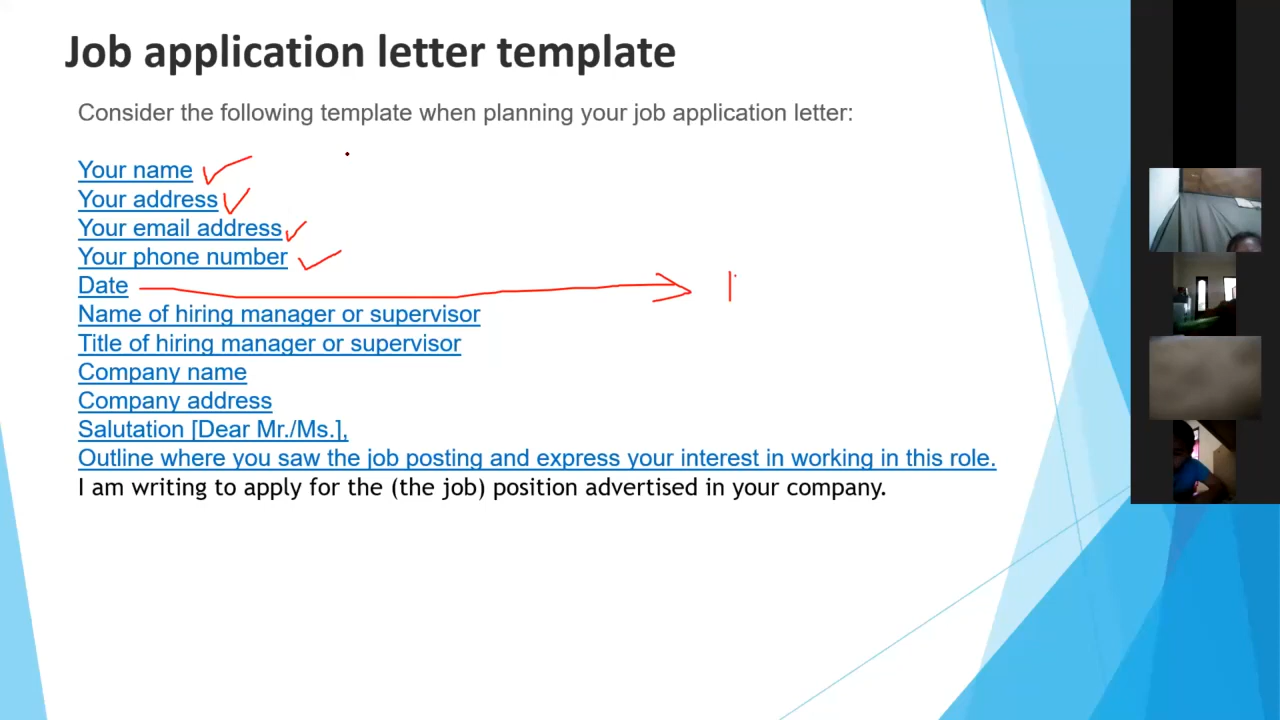 Job application letter template
Consider the following template when planning your job application letter:
Your name
Your address
Your email address
Your phone number
Date
Name of hiring manager or supervisor
Title of hiring manager or supervisor
Company name
Company address
Salutation [Dear Mr./Ms.],
Outline where you saw the job posting and express your interest in working in this role.
I am writing to apply for the (the job) position advertised in your company.